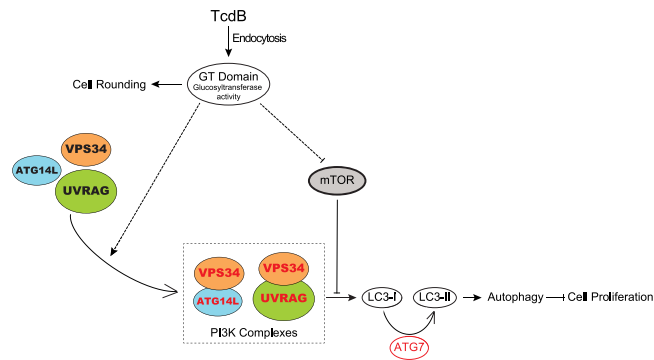 TcdB
Endocytosis
GT Domain
Glucosyltransferase
activity
Cell Rounding
VPS34
ATG14L
UVRAG
mTOR
VPS34
ATG14L
VPS34
UVRAG
PI3K Complexes
LC3-I
LC3-II
Autophagy
Cell Proliferation
ATG7